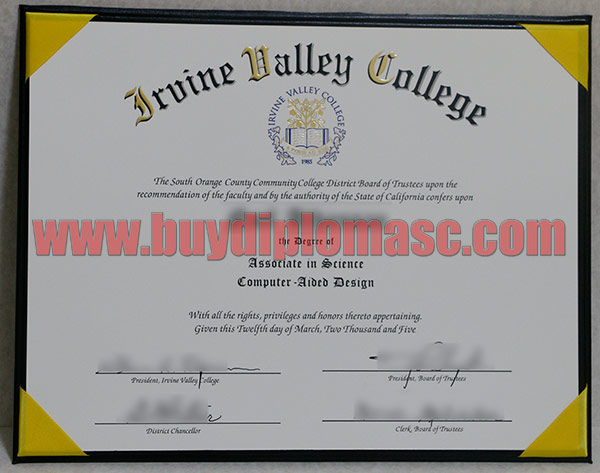 Irvine Valley College
IRVINE VALLEY COLLEGE
1985
The South Orange County Community College District Board of Trustees upon the
recommendation of the faculty and by the authority of the State of California confers upon
www.buydiplomasc.com
the Degree of
Associate in Science
Computer-Aided Design
With all the rights, privileges and honors thereto appertaining.
Given this Twelfth day of March, Two Thousand and Five
President, Irvine Valley College
President, Board of Trustees
District Chancellor
Clerk, Board of Trustees